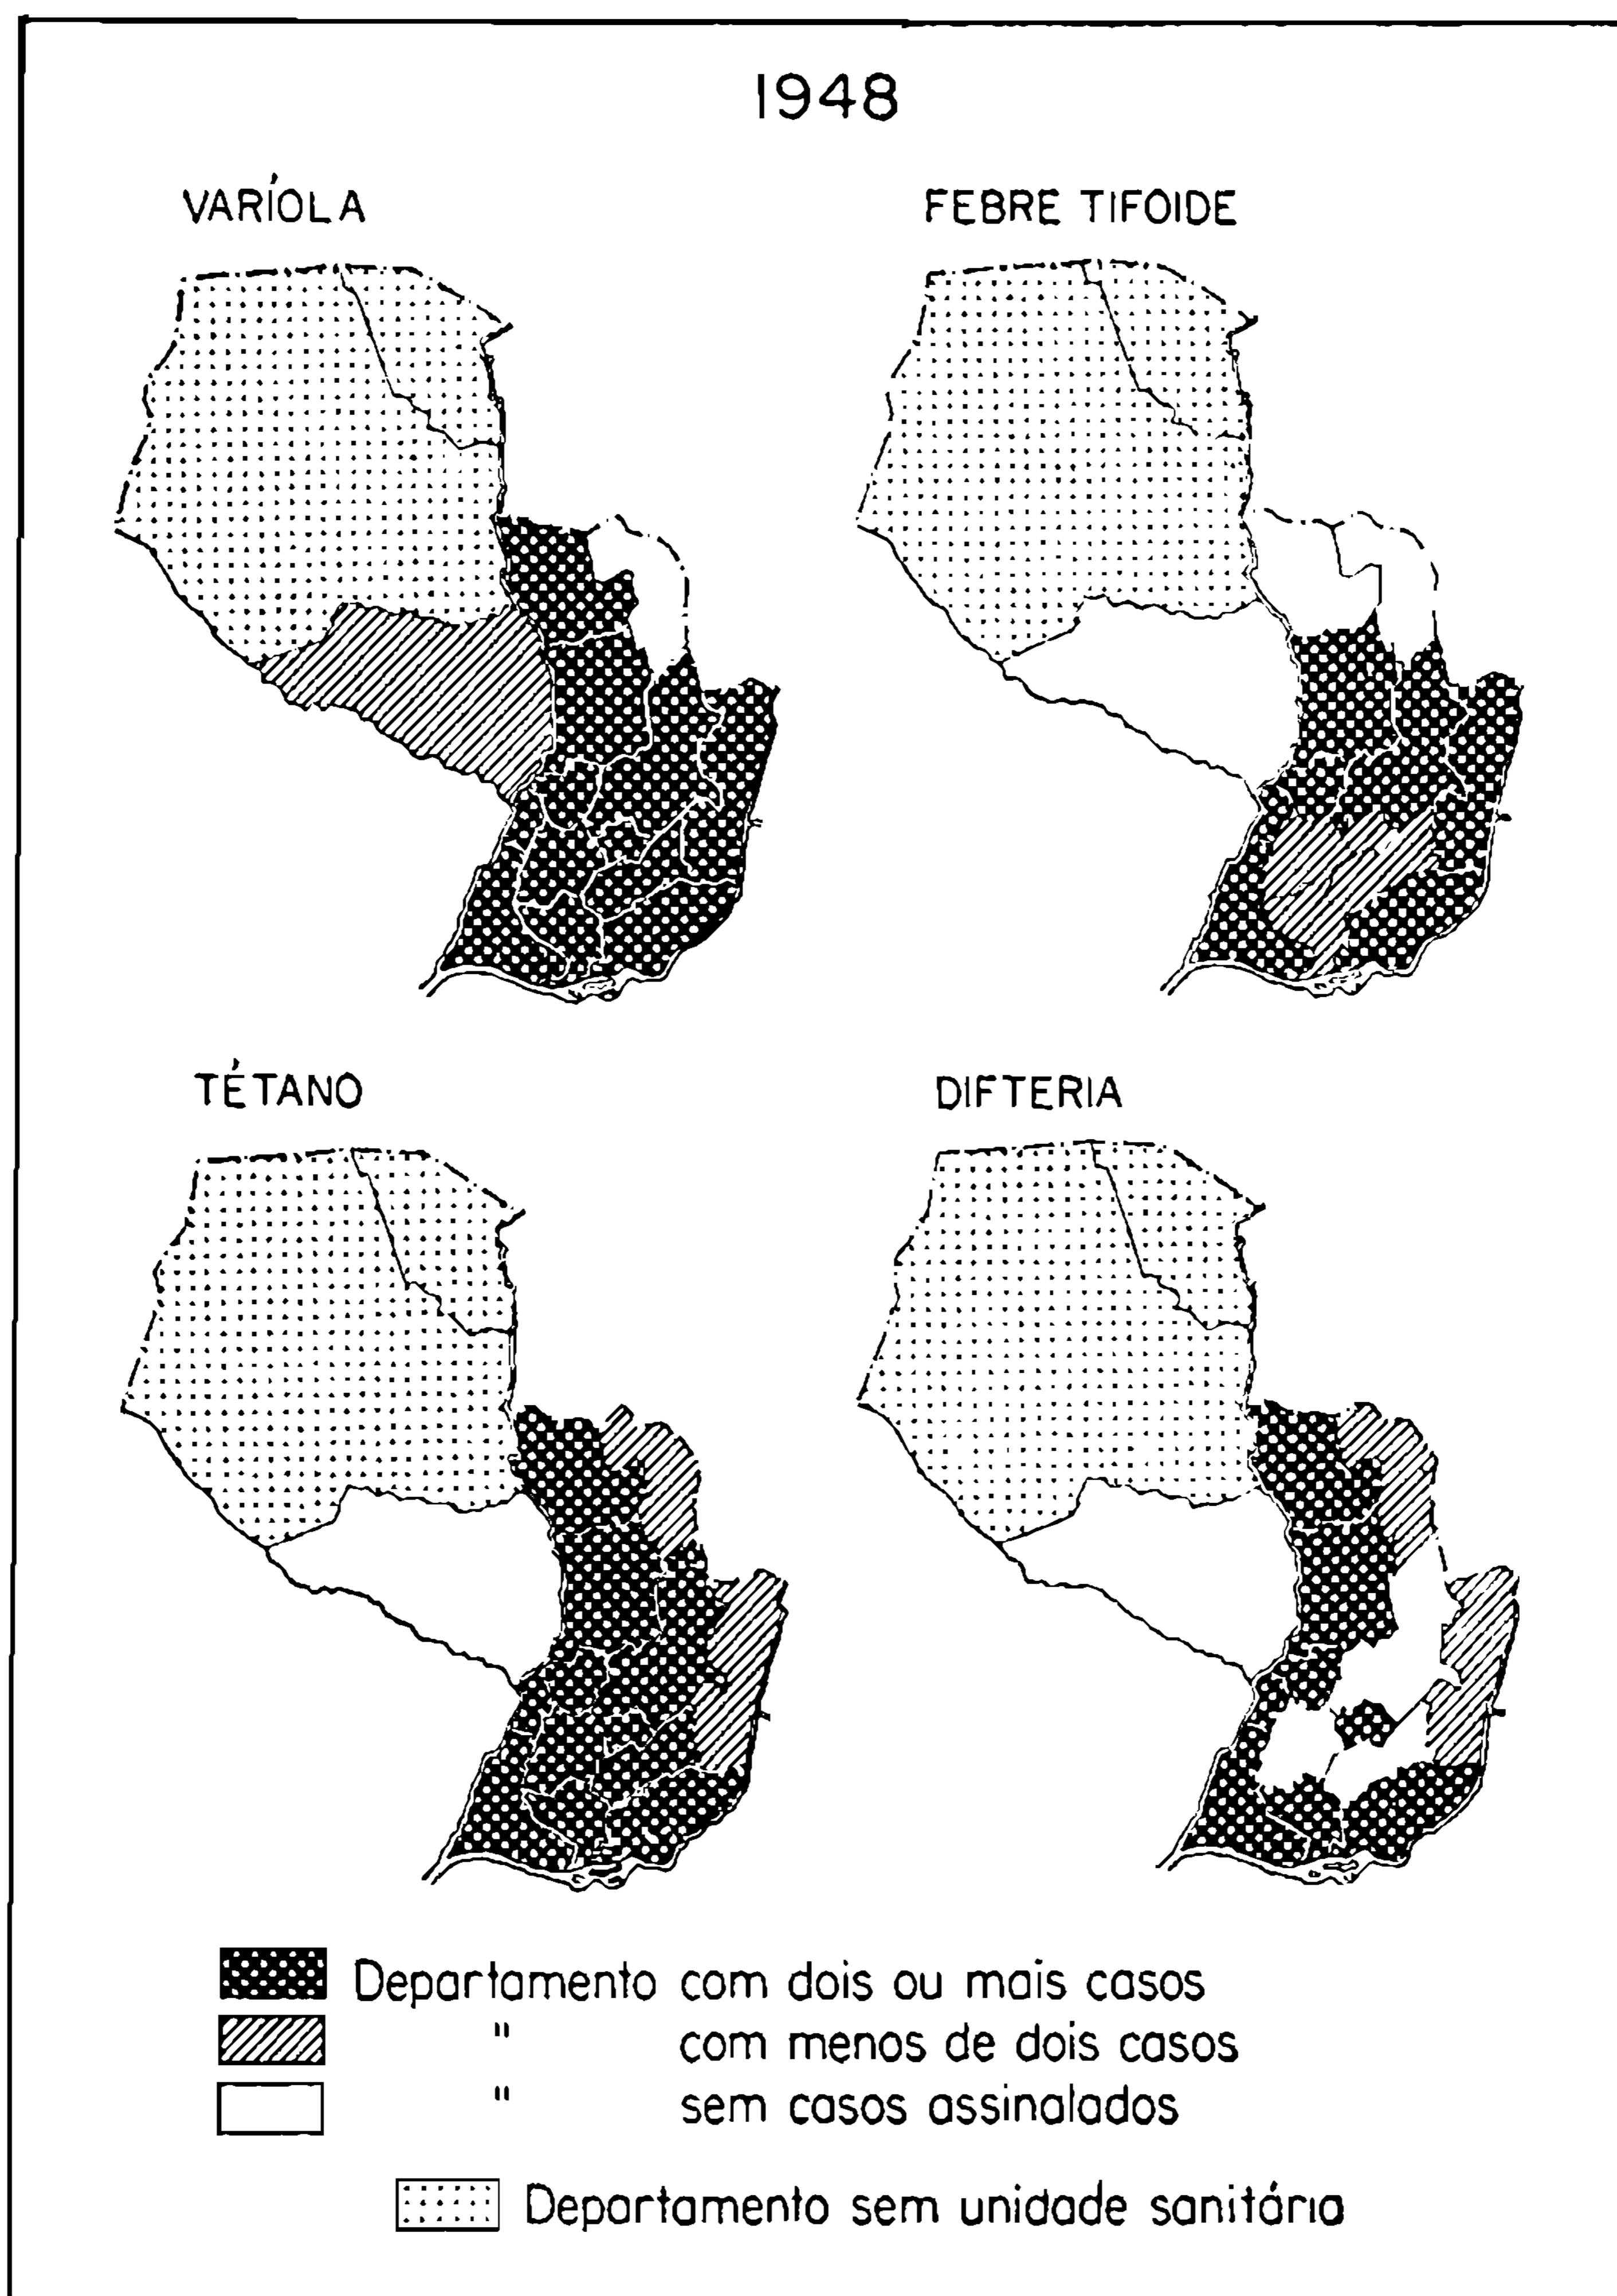 1948
VARÍOLA
FEBRE TIFOIDE
TÉTANO
DIFTERIA
Departamento com dois ou mais casos
" com menos de dois casos
" sem casos assinalados
Departamento sem unidade sanitária